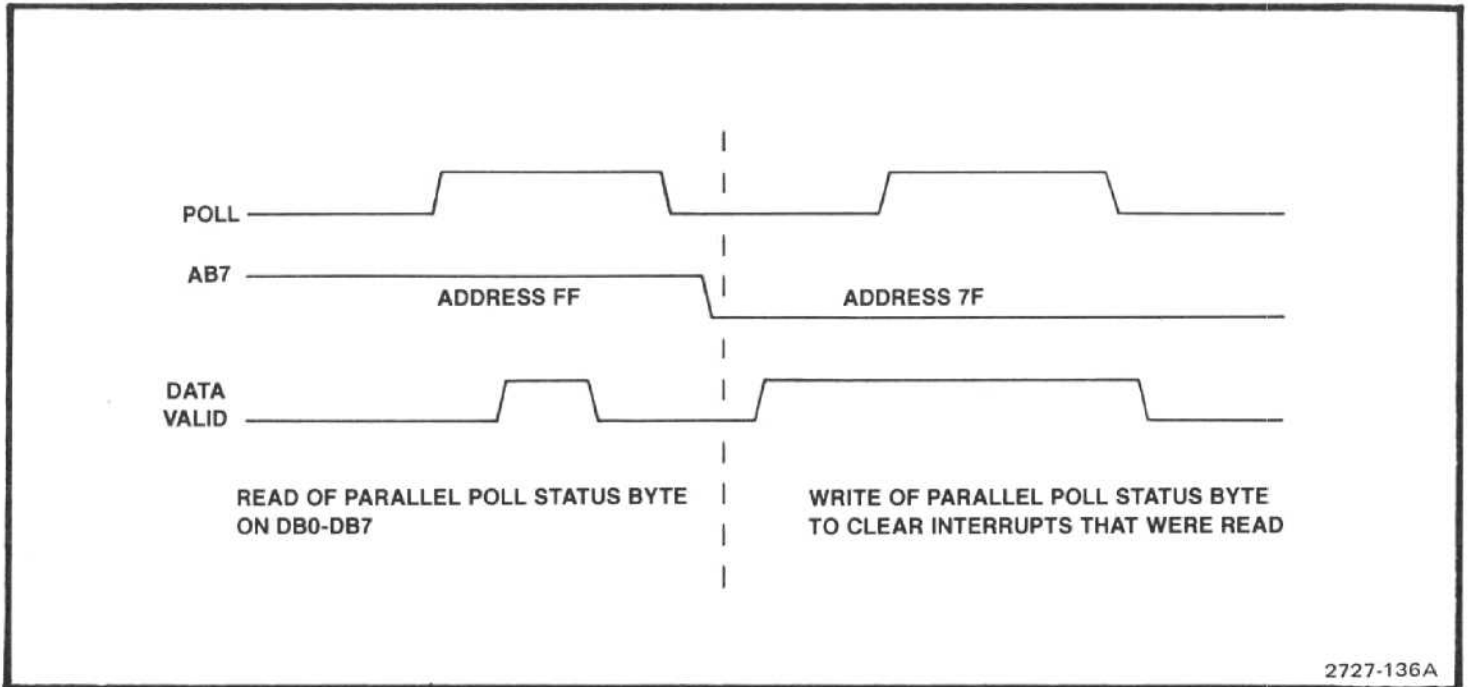 POLL
AB7
ADDRESS FF
ADDRESS 7F
DATA
VALID
READ OF PARALLEL POLL STATUS BYTE
ON DB0-DB7
WRITE OF PARALLEL POLL STATUS BYTE
TO CLEAR INTERRUPTS THAT WERE READ
2727-136A